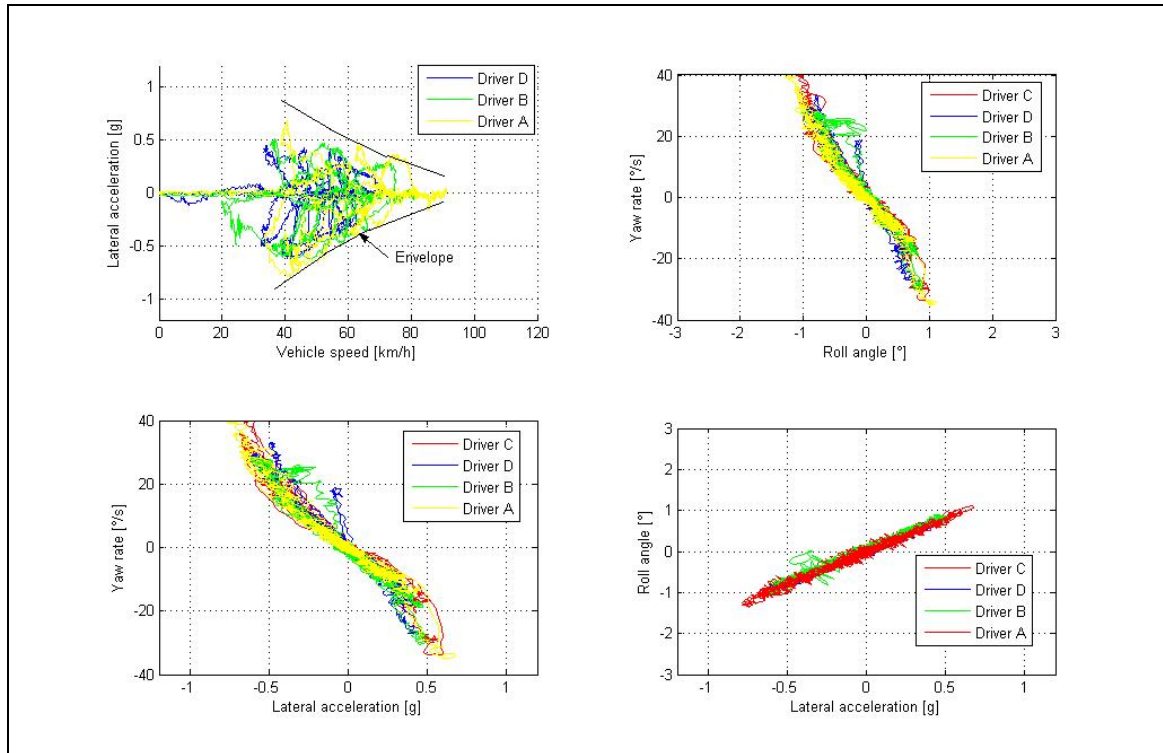 1
0.5
0
-0.5
-1
Lateral acceleration [g]
Driver D
Driver B
Driver A
Envelope
0 20 40 60 80 100 120
Vehicle speed [km/h]
40
20
0
-20
-40
Yaw rate [°/s]
Driver C
Driver D
Driver B
Driver A
-3 -2 -1 0 1 2 3
Roll angle [°]
40
20
0
-20
-40
Yaw rate [°/s]
Driver C
Driver D
Driver B
Driver A
-1 -0.5 0 0.5 1
Lateral acceleration [g]
3
2
1
0
-1
-2
-3
Roll angle [°]
Driver C
Driver D
Driver B
Driver A
-1 -0.5 0 0.5 1
Lateral acceleration [g]